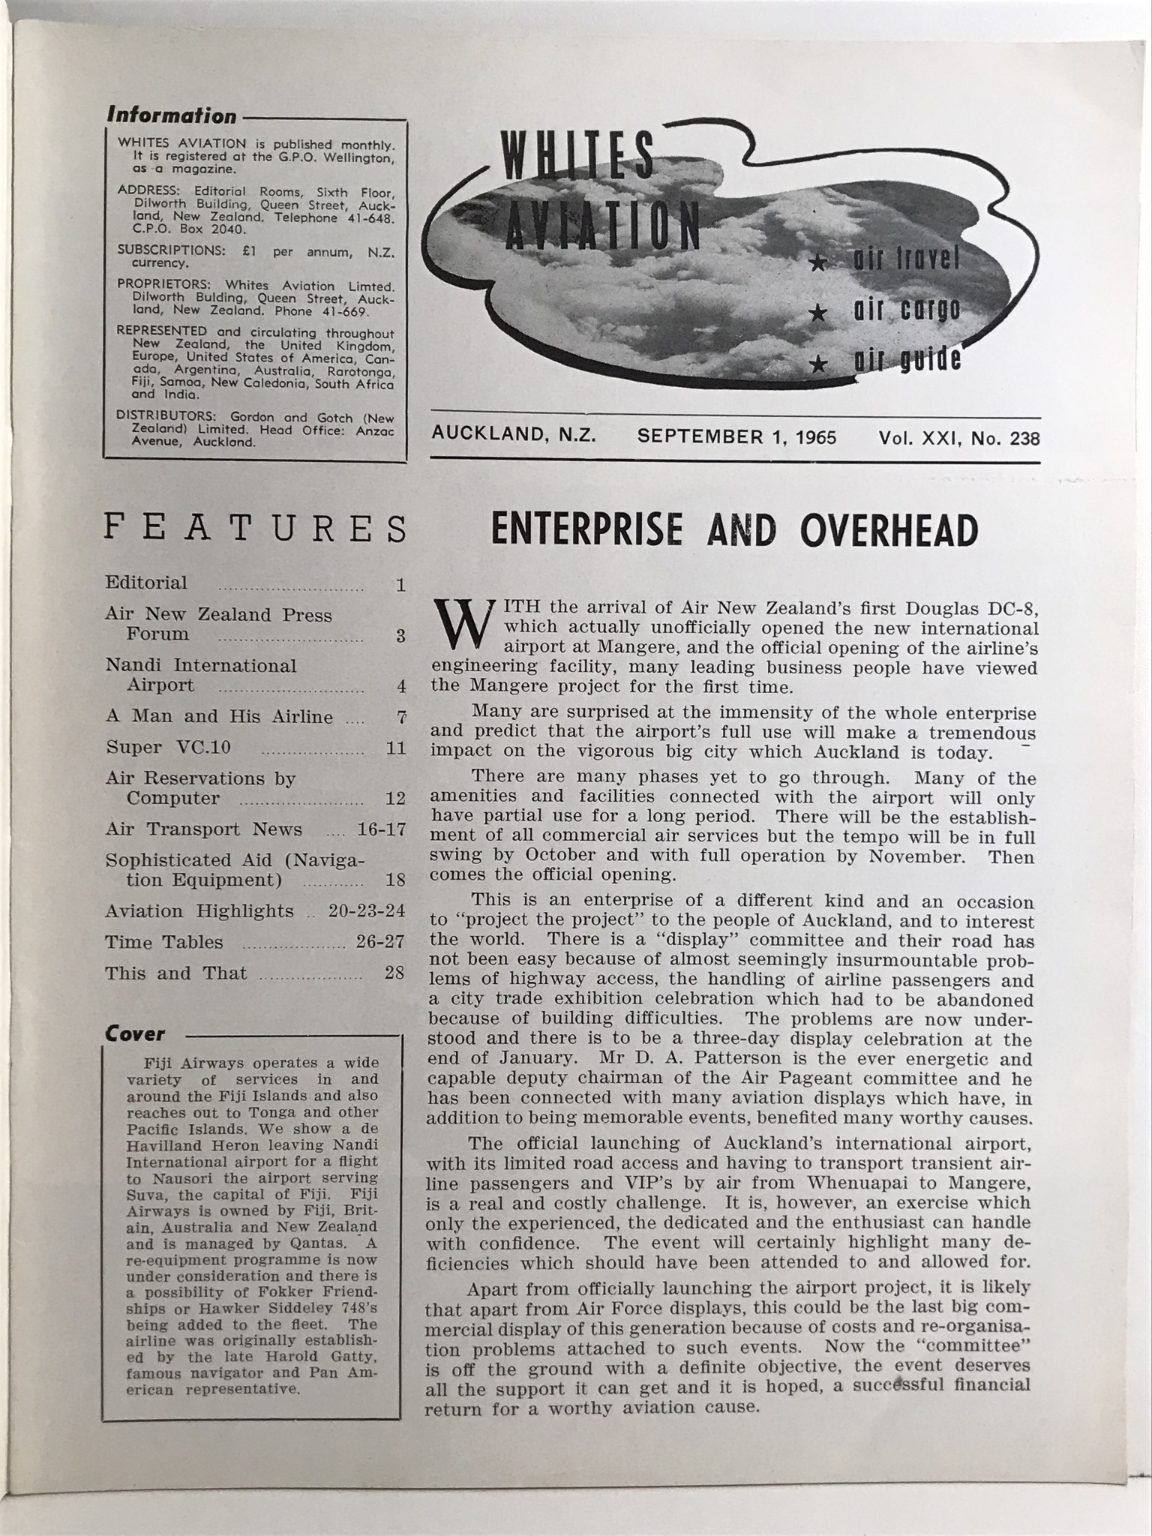 Information
WHITES AVIATION is published monthly.
It is registered at the G.P.O. Wellington,
as a magazine.
ADDRESS: Editorial Rooms, Sixth Floor,
Dilworth Building, Queen Street, Auck-
land, New Zealand. Telephone 41-648.
C.P.O. Box 2040.
SUBSCRIPTIONS: £1 per annum, N.Z.
currency.
PROPRIETORS: Whites Aviation Limted.
Dilworth Bulding, Queen Street, Auck-
land, New Zealand. Phone 41-669.
REPRESENTED and circulating throughout
New Zealand, the United Kingdom,
Europe, United States of America, Can-
ada, Argentina, Australia, Rarotonga,
Fiji, Samoa, New Caledonia, South Africa
and India.
DISTRIBUTORS: Gordon and Gotch (New
Zealand) Limited. Head Office: Anzac
Avenue, Auckland.
WHITES
AVIATION
★ air travel
★ air cargo
★ air guide
AUCKLAND, N.Z. SEPTEMBER 1, 1965 Vol. XXI, No. 238
FEATURES
Editorial .......................... 1
Air New Zealand Press
Forum .......................... 3
Nandi International
Airport .......................... 4
A Man and His Airline .... 7
Super VC.10 ................... 11
Air Reservations by
Computer ...................... 12
Air Transport News .... 16-17
Sophisticated Aid (Naviga-
tion Equipment) ........... 18
Aviation Highlights .. 20-23-24
Time Tables ................... 26-27
This and That ................... 28
Cover
Fiji Airways operates a wide
variety of services in and
around the Fiji Islands and also
reaches out to Tonga and other
Pacific Islands. We show a de
Havilland Heron leaving Nandi
International airport for a flight
to Nausori the airport serving
Suva, the capital of Fiji. Fiji
Airways is owned by Fiji, Brit-
ain, Australia and New Zealand
and is managed by Qantas. A
re-equipment programme is now
under consideration and there is
a possibility of Fokker Friend-
ships or Hawker Siddeley 748's
being added to the fleet. The
airline was originally establish-
ed by the late Harold Gatty,
famous navigator and Pan Am-
erican representative.
ENTERPRISE AND OVERHEAD
WITH the arrival of Air New Zealand's first Douglas DC-8,
which actually unofficially opened the new international
airport at Mangere, and the official opening of the airline's
engineering facility, many leading business people have viewed
the Mangere project for the first time.
Many are surprised at the immensity of the whole enterprise
and predict that the airport's full use will make a tremendous
impact on the vigorous big city which Auckland is today.
There are many phases yet to go through. Many of the
amenities and facilities connected with the airport will only
have partial use for a long period. There will be the establish-
ment of all commercial air services but the tempo will be in full
swing by October and with full operation by November. Then
comes the official opening.
This is an enterprise of a different kind and an occasion
to "project the project" to the people of Auckland, and to interest
the world. There is a "display" committee and their road has
not been easy because of almost seemingly insurmountable prob-
lems of highway access, the handling of airline passengers and
a city trade exhibition celebration which had to be abandoned
because of building difficulties. The problems are now under-
stood and there is to be a three-day display celebration at the
end of January. Mr D. A. Patterson is the ever energetic and
capable deputy chairman of the Air Pageant committee and he
has been connected with many aviation displays which have, in
addition to being memorable events, benefited many worthy causes.
The official launching of Auckland's international airport,
with its limited road access and having to transport transient air-
line passengers and VIP's by air from Whenuapai to Mangere,
is a real and costly challenge. It is, however, an exercise which
only the experienced, the dedicated and the enthusiast can handle
with confidence. The event will certainly highlight many de-
ficiencies which should have been attended to and allowed for.
Apart from officially launching the airport project, it is likely
that apart from Air Force displays, this could be the last big com-
mercial display of this generation because of costs and re-organisa-
tion problems attached to such events. Now the "committee"
is off the ground with a definite objective, the event deserves
all the support it can get and it is hoped, a successful financial
return for a worthy aviation cause.